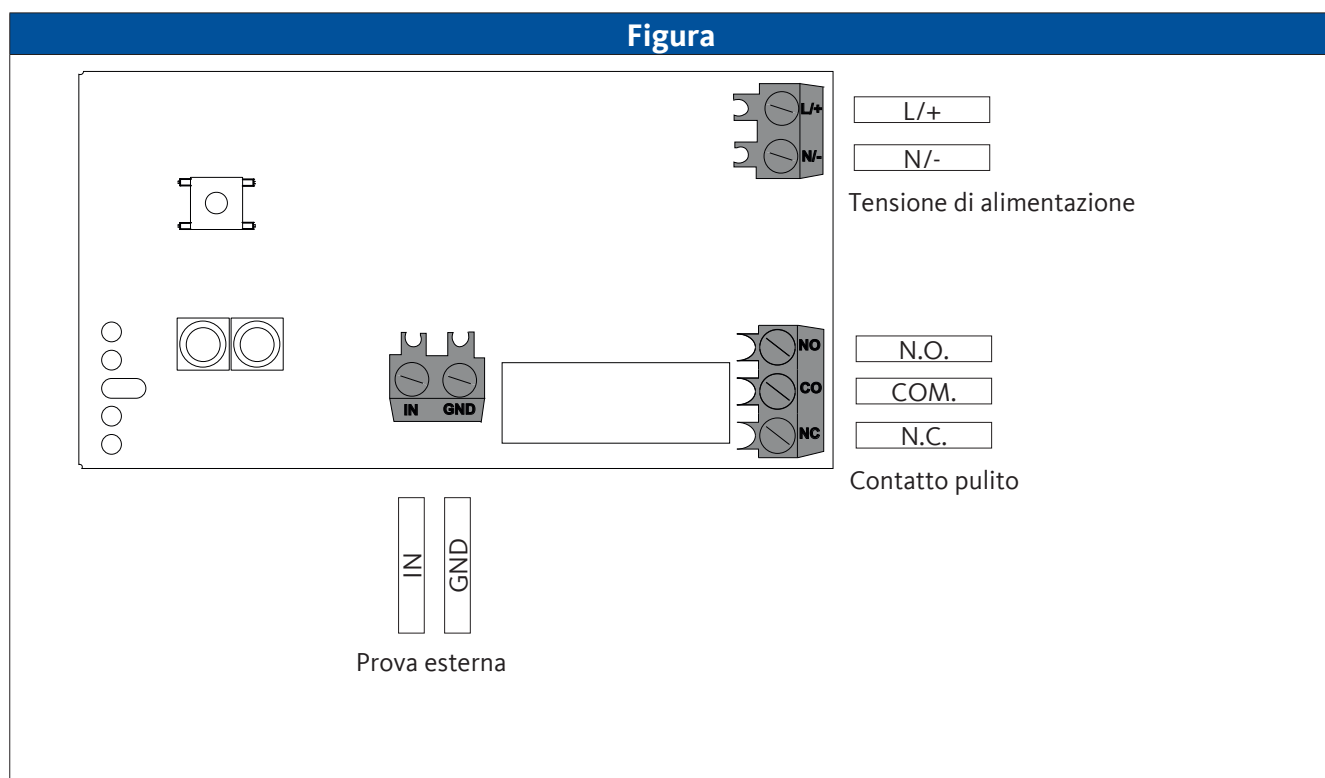 Figura
L/+
L/+
N/-
N/-
Tensione di alimentazione
NO
N.O.
CO
COM.
NC
N.C.
IN GND
Contatto pulito
IN
GND
Prova esterna